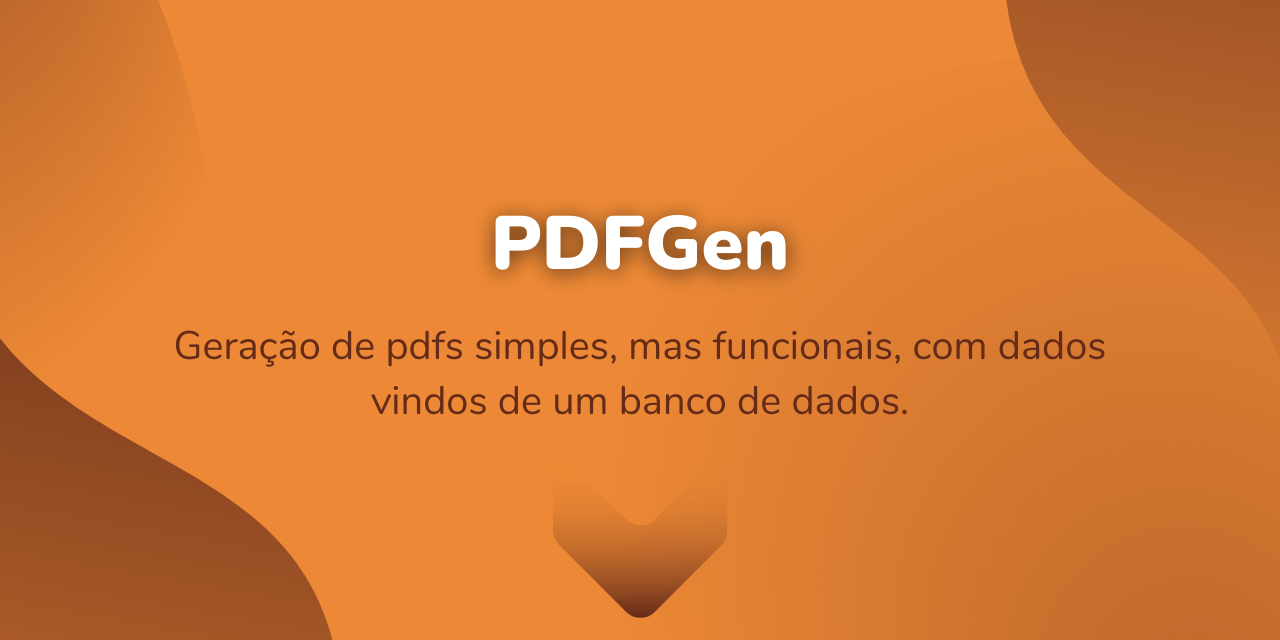 PDFGen
Geração de pdfs simples, mas funcionais, com dados
vindos de um banco de dados.